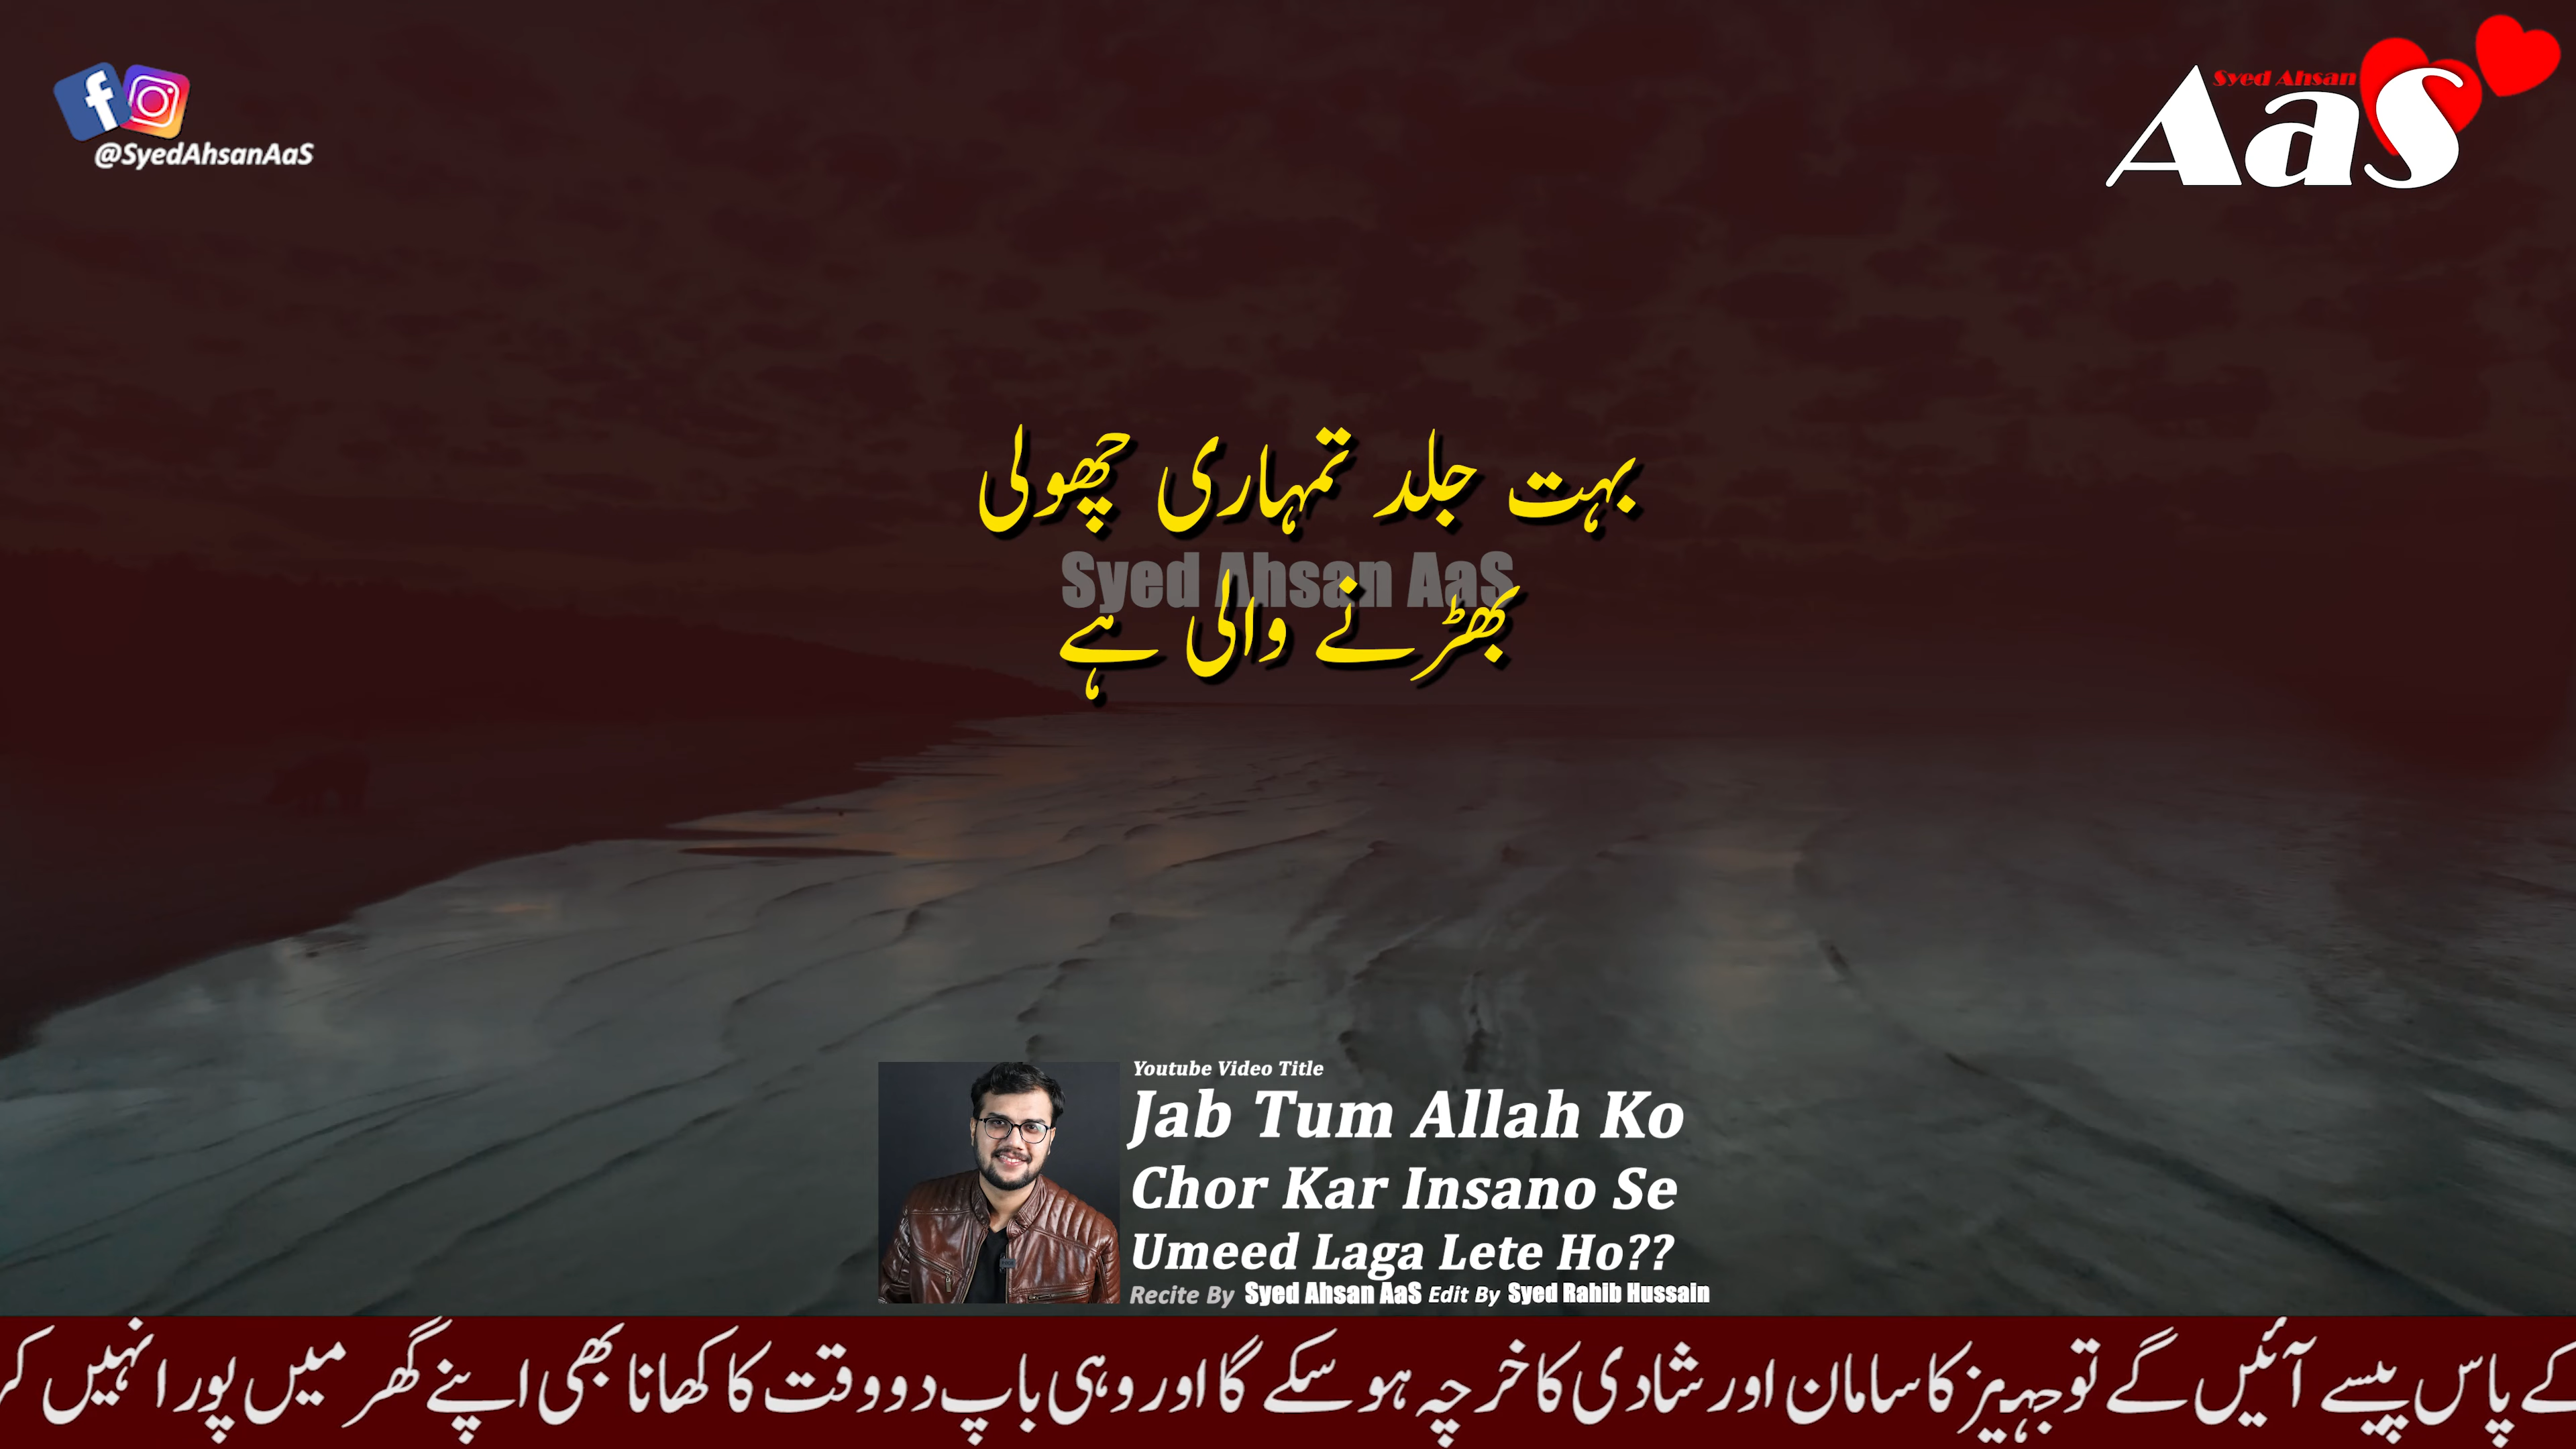 @SyedAhsanAaS
Syed Ahsan
AaS
بہت جلد تمہاری چھولی
Syed Ahsan AaS
بھڑنے والی ہے
Youtube Video Title
Jab Tum Allah Ko
Chor Kar Insano Se
Umeed Laga Lete Ho??
Recite By Syed Ahsan AaS Edit By Syed Rahib Hussain
کے پاس پیسے آئیں گے تو جہیز کا سامان اور شادی کا خرچہ ہو سکے گا اور وہی باپ دو وقت کا کھانا بھی اپنے گھر میں پورا نہیں کر